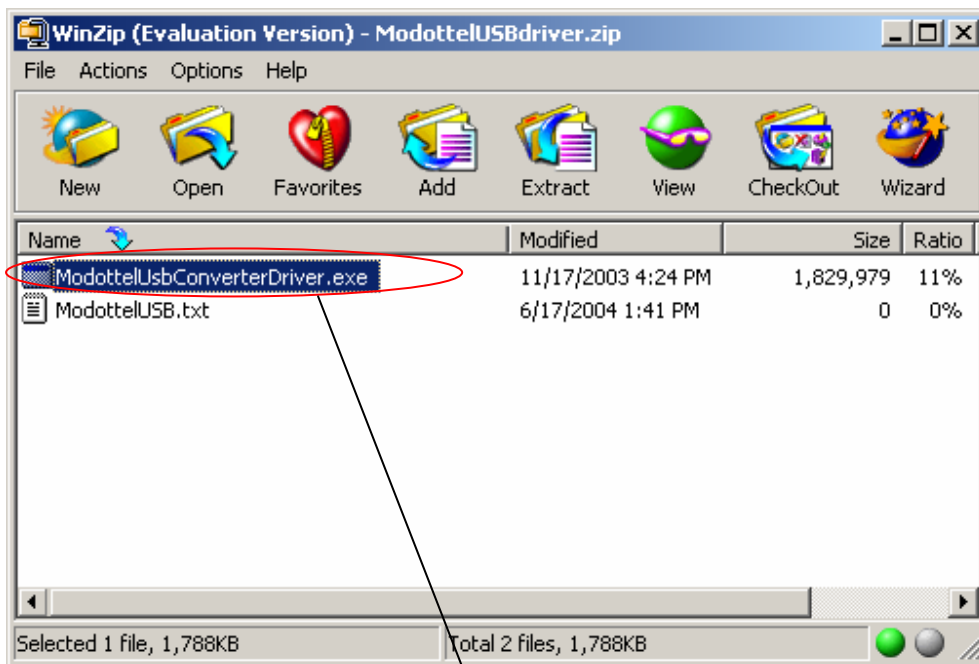 WinZip (Evaluation Version) - ModottelUSBdriver.zip
File Actions Options Help
New Open Favorites Add Extract View CheckOut Wizard
Name Modified Size Ratio
ModottelUsbConverterDriver.exe 11/17/2003 4:24 PM 1,829,979 11%
ModottelUSB.txt 6/17/2004 1:41 PM 0 0%
Selected 1 file, 1,788KB Total 2 files, 1,788KB